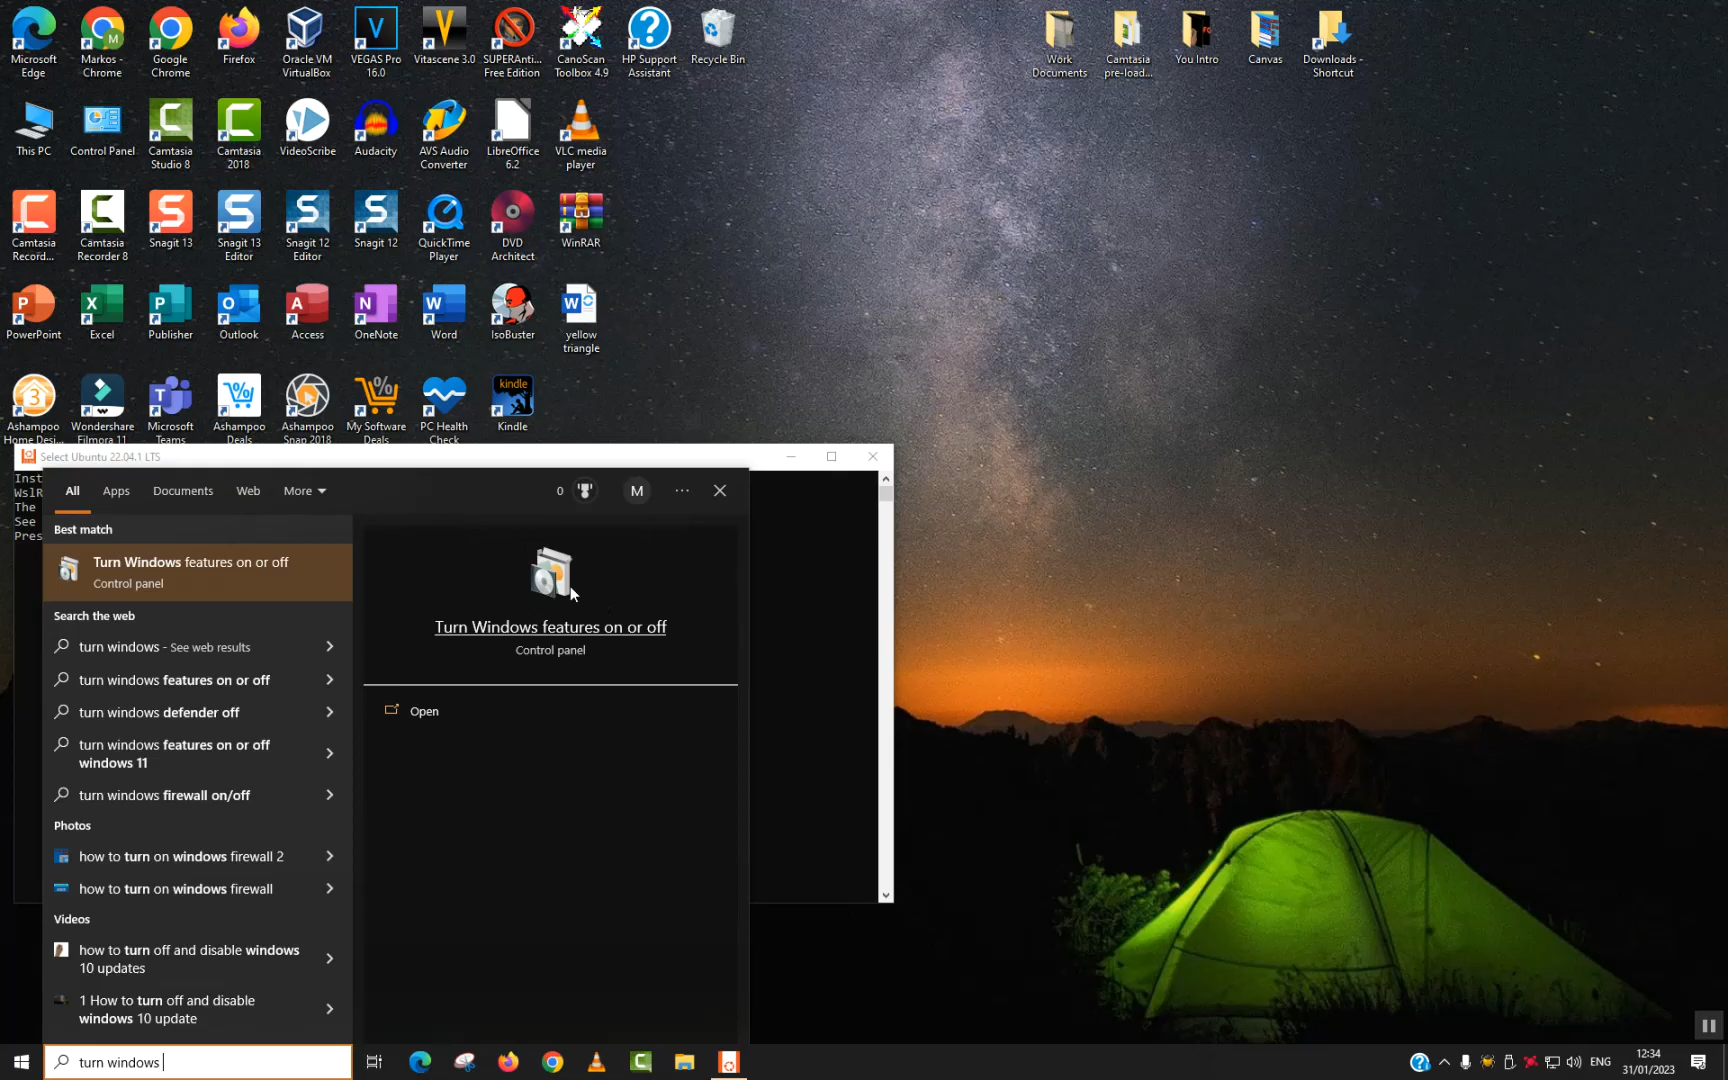 Microsoft Edge
Markos - Chrome
Google Chrome
Firefox
Oracle VM VirtualBox
VEGAS Pro 16.0
Vitascene 3.0
SUPERAnti... Free Edition
CanoScan Toolbox 4.9
HP Support Assistant
Recycle Bin
Work Documents
Camtasia pre-load...
You Intro
Canvas
Downloads - Shortcut
This PC
Control Panel
Camtasia Studio 8
Camtasia 2018
VideoScribe
Audacity
AVS Audio Converter
LibreOffice 6.2
VLC media player
Camtasia Record...
Camtasia Recorder 8
Snagit 13
Snagit 13 Editor
Snagit 12 Editor
Snagit 12
QuickTime Player
DVD Architect
WinRAR
PowerPoint
Excel
Publisher
Outlook
Access
OneNote
Word
IsoBuster
yellow triangle
kindle
Ashampoo Home Desi...
Wondershare Filmora 11
Microsoft Teams
Ashampoo Deals
Ashampoo Snap 2018
My Software Deals
PC Health Check
Kindle
Select Ubuntu 22.04.1 LTS
Inst
WslR
The
See
Pres
All Apps Documents Web More 0 M
Best match
Turn Windows features on or off
Control panel
Search the web
turn windows - See web results
turn windows features on or off
turn windows defender off
turn windows features on or off
windows 11
turn windows firewall on/off
Photos
how to turn on windows firewall 2
how to turn on windows firewall
Videos
how to turn off and disable windows
10 updates
1 How to turn off and disable
windows 10 update
Turn Windows features on or off
Control panel
Open
turn windows
ENG
12:34
31/01/2023